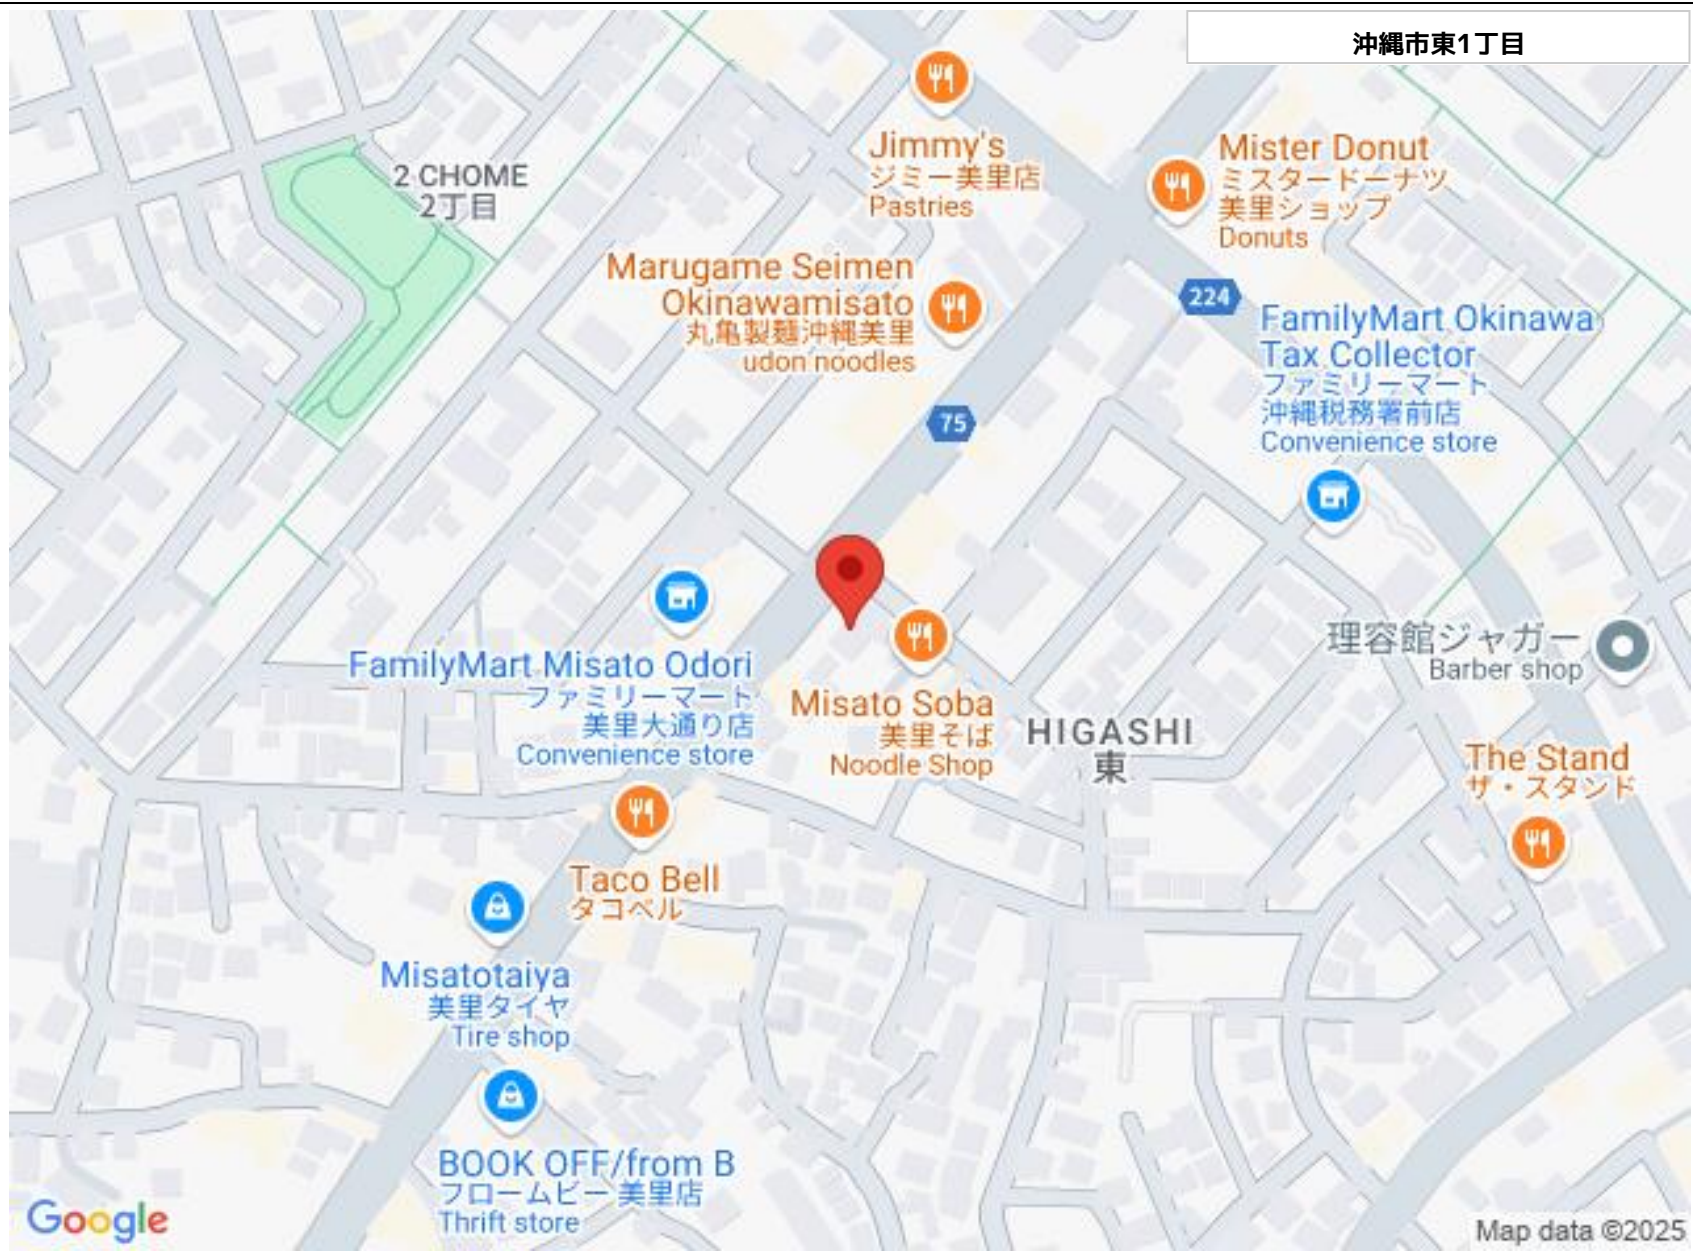 沖縄市東1丁目
Jimmy's
ジミー美里店
Pastries
Mister Donut
ミスタードーナツ
美里ショップ
Donuts
2 CHOME
2丁目
Marugame Seimen
Okinawamisato
丸亀製麺沖縄美里
udon noodles
224
FamilyMart Okinawa
Tax Collector
ファミリーマート
沖縄税務署前店
Convenience store
75
FamilyMart Misato Odori
ファミリーマート
美里大通り店
Convenience store
Misato Soba
美里そば
Noodle Shop
HIGASHI
東
理容館ジャガー
Barber shop
The Stand
ザ・スタンド
Taco Bell
タコベル
Misatotaiya
美里タイヤ
Tire shop
BOOK OFF/from B
フロームビー 美里店
Thrift store
Google
Map data ©2025